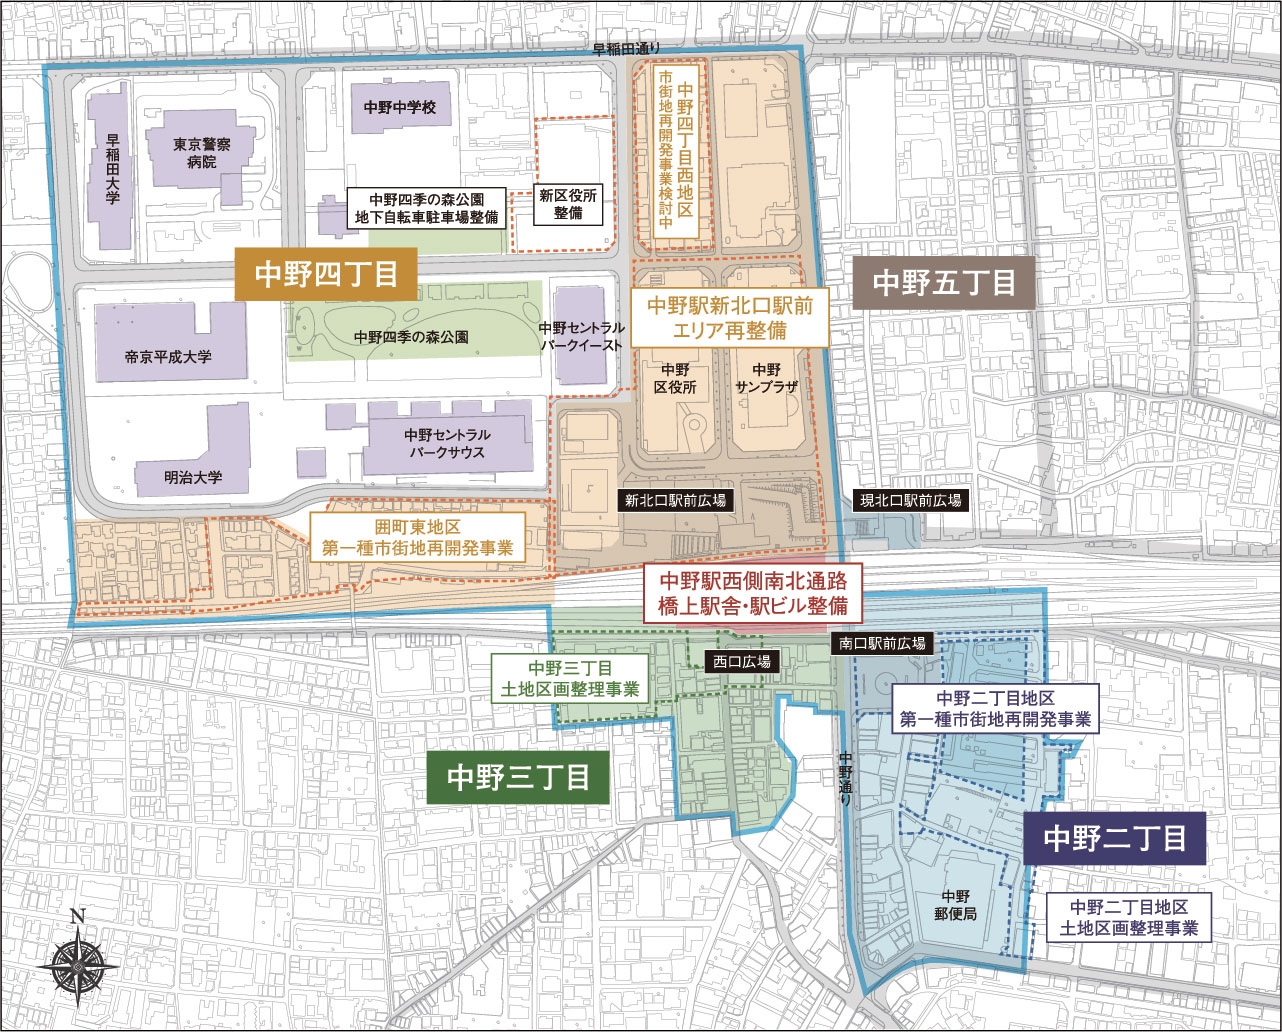 早稲田通り
早稲田大学
東京警察
病院
中野中学校
中野四季の森公園
地下自転車駐車場整備
新区役所
整備
中野四丁目西地区
市街地再開発事業検討中
中野四丁目
中野五丁目
中野四季の森公園
中野セントラル
パークイースト
中野駅新北口駅前
エリア再整備
帝京平成大学
中野
区役所
中野
サンプラザ
中野セントラル
パークサウス
明治大学
新北口駅前広場
現北口駅前広場
囲町東地区
第一種市街地再開発事業
中野駅西側南北通路
橋上駅舎・駅ビル整備
南口駅前広場
西口広場
中野三丁目
土地区画整理事業
中野二丁目地区
第一種市街地再開発事業
中野三丁目
中野通り
中野二丁目
中野
郵便局
中野二丁目地区
土地区画整理事業
N